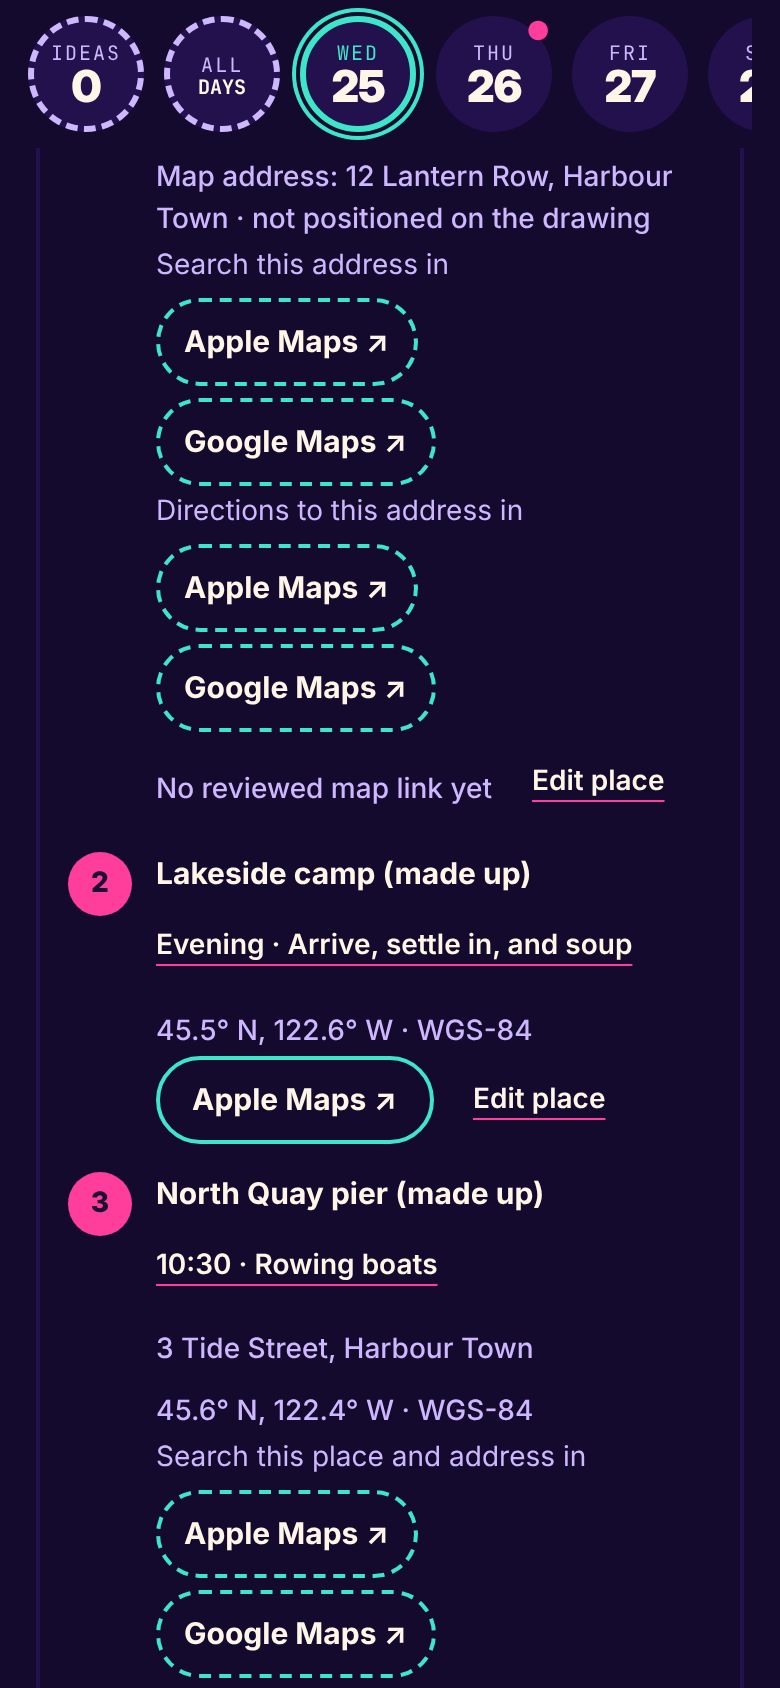 IDEAS
0
ALL
DAYS
WED
25
THU
26
FRI
27
Map address: 12 Lantern Row, Harbour
Town · not positioned on the drawing
Search this address in
Apple Maps ↗
Google Maps ↗
Directions to this address in
Apple Maps ↗
Google Maps ↗
No reviewed map link yet Edit place
2 Lakeside camp (made up)
Evening · Arrive, settle in, and soup
45.5° N, 122.6° W · WGS-84
Apple Maps ↗ Edit place
3 North Quay pier (made up)
10:30 · Rowing boats
3 Tide Street, Harbour Town
45.6° N, 122.4° W · WGS-84
Search this place and address in
Apple Maps ↗
Google Maps ↗